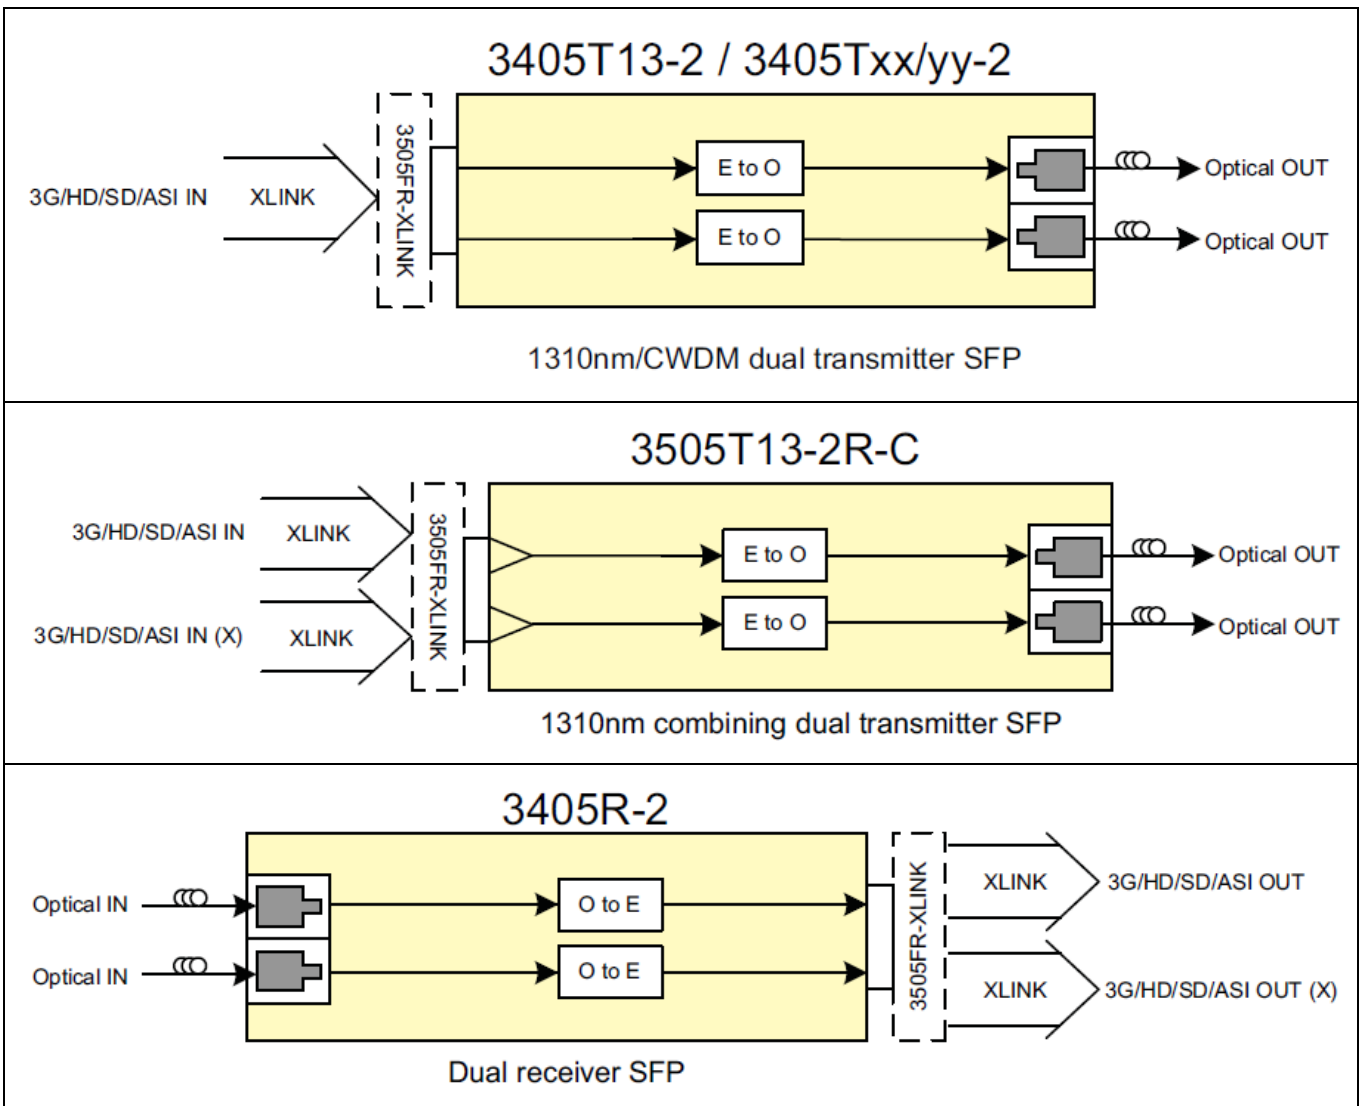 3405T13-2 / 3405Txx/yy-2
3G/HD/SD/ASI IN
XLINK
3505FR-XLINK
E to O
Optical OUT
E to O
Optical OUT
1310nm/CWDM dual transmitter SFP
3505T13-2R-C
3G/HD/SD/ASI IN
XLINK
3505FR-XLINK
E to O
Optical OUT
3G/HD/SD/ASI IN (X)
XLINK
E to O
Optical OUT
1310nm combining dual transmitter SFP
3405R-2
Optical IN
O to E
3505FR-XLINK
XLINK
3G/HD/SD/ASI OUT
Optical IN
O to E
XLINK
3G/HD/SD/ASI OUT (X)
Dual receiver SFP